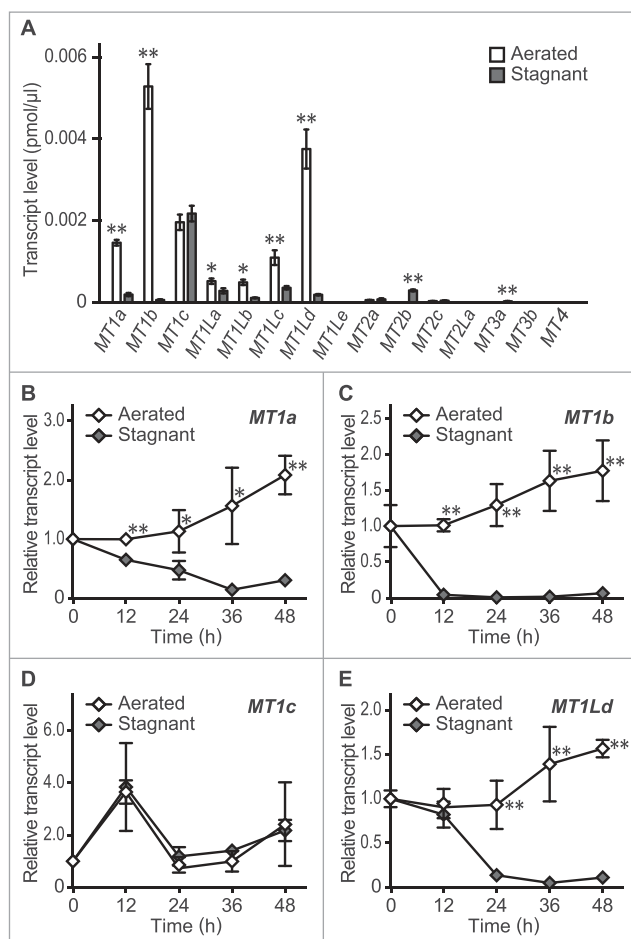 A
Transcript level (pmol/µl)
0.006
0.004
0.002
0
Aerated
Stagnant
** ** * * ** ** ** **
MT1a MT1b MT1c MT1La MT1Lb MT1Lc MT1Ld MT1Le MT2a MT2b MT2c MT2La MT3a MT3b MT4
B
Aerated
Stagnant
MT1a
Relative transcript level
3.0
2.0
1.0
0
** * * **
0 12 24 36 48
Time (h)
C
Aerated
Stagnant
MT1b
Relative transcript level
2.5
2.0
1.5
1.0
0.5
0
** ** ** **
0 12 24 36 48
Time (h)
D
Aerated
Stagnant
MT1c
Relative transcript level
6.0
4.0
2.0
0
0 12 24 36 48
Time (h)
E
Aerated
Stagnant
MT1Ld
Relative transcript level
2.0
1.5
1.0
0.5
0
** ** **
0 12 24 36 48
Time (h)